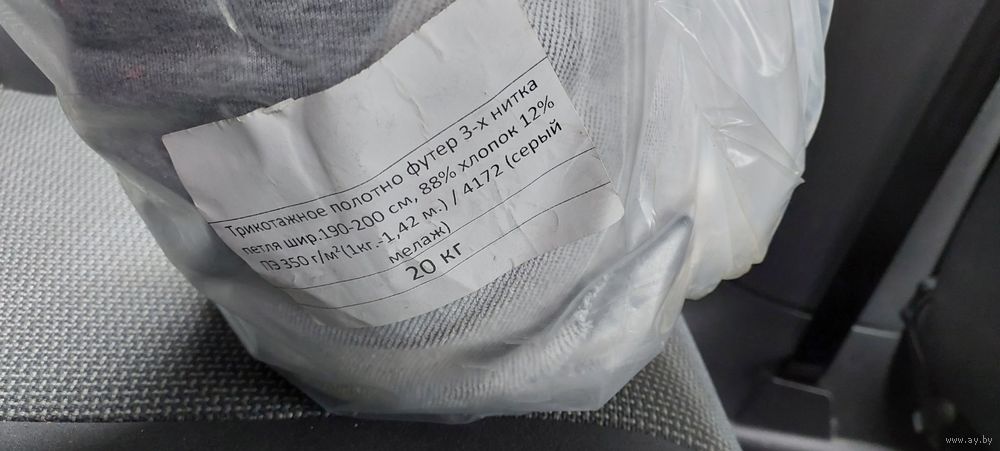 Трикотажное полотно футер 3-х нитка
петля шир.190-200 см, 88% хлопок 12%
ПЭ 350 г/м²(1кг.-1,42 м.) / 4172 (серый
мелаж)
20 кг
www.ay.by